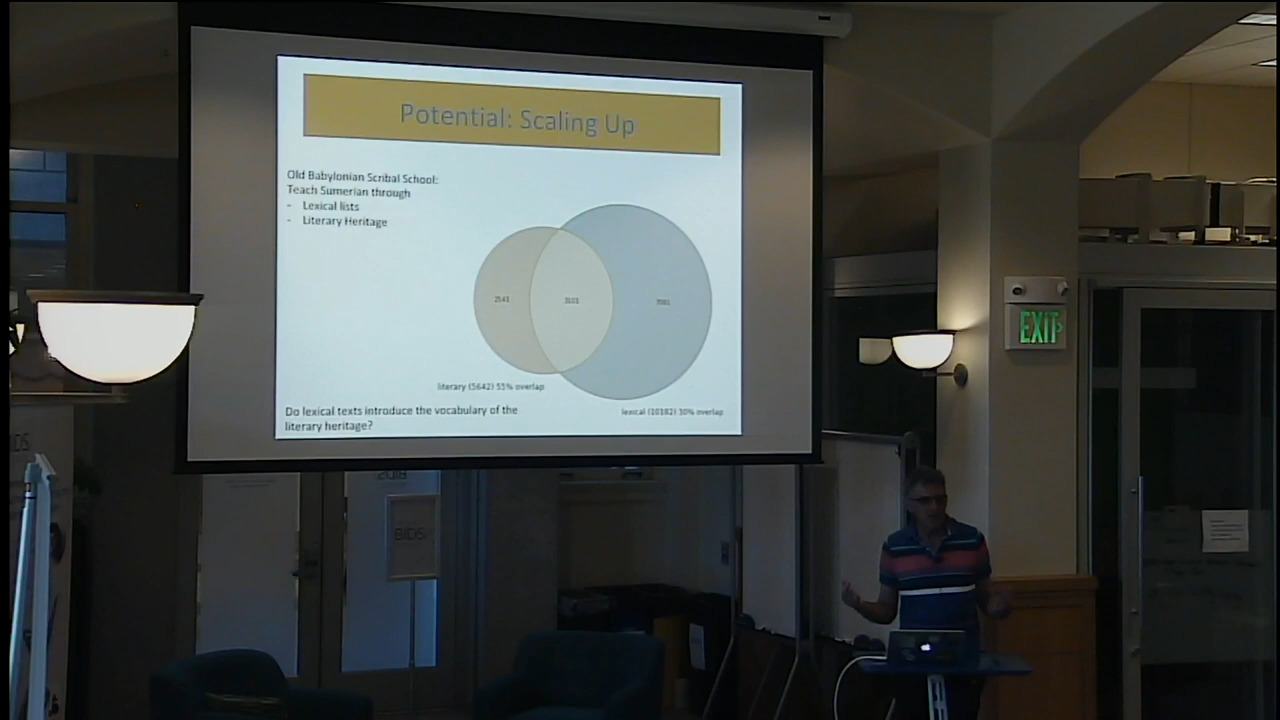 Potential: Scaling Up
Old Babylonian Scribal School:
Teach Sumerian through
- Lexical lists
- Literary Heritage
literary (5642) 55% overlap
lexical (10182) 30% overlap
Do lexical texts introduce the vocabulary of the
literary heritage?
EXIT
BIDS
BIDS